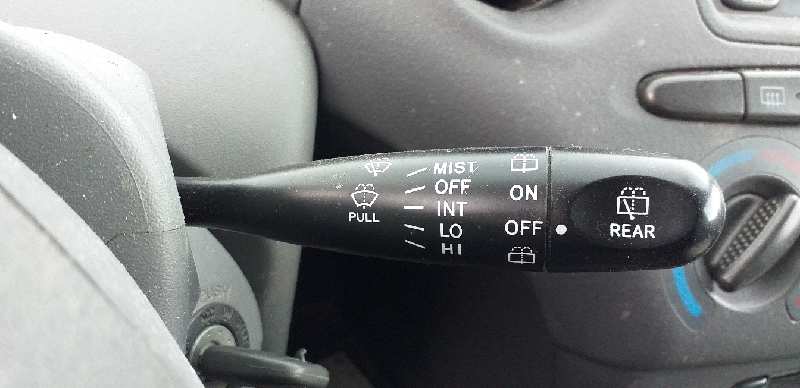 MIST
OFF
INT
LO
HI
PULL
ON
OFF
REAR